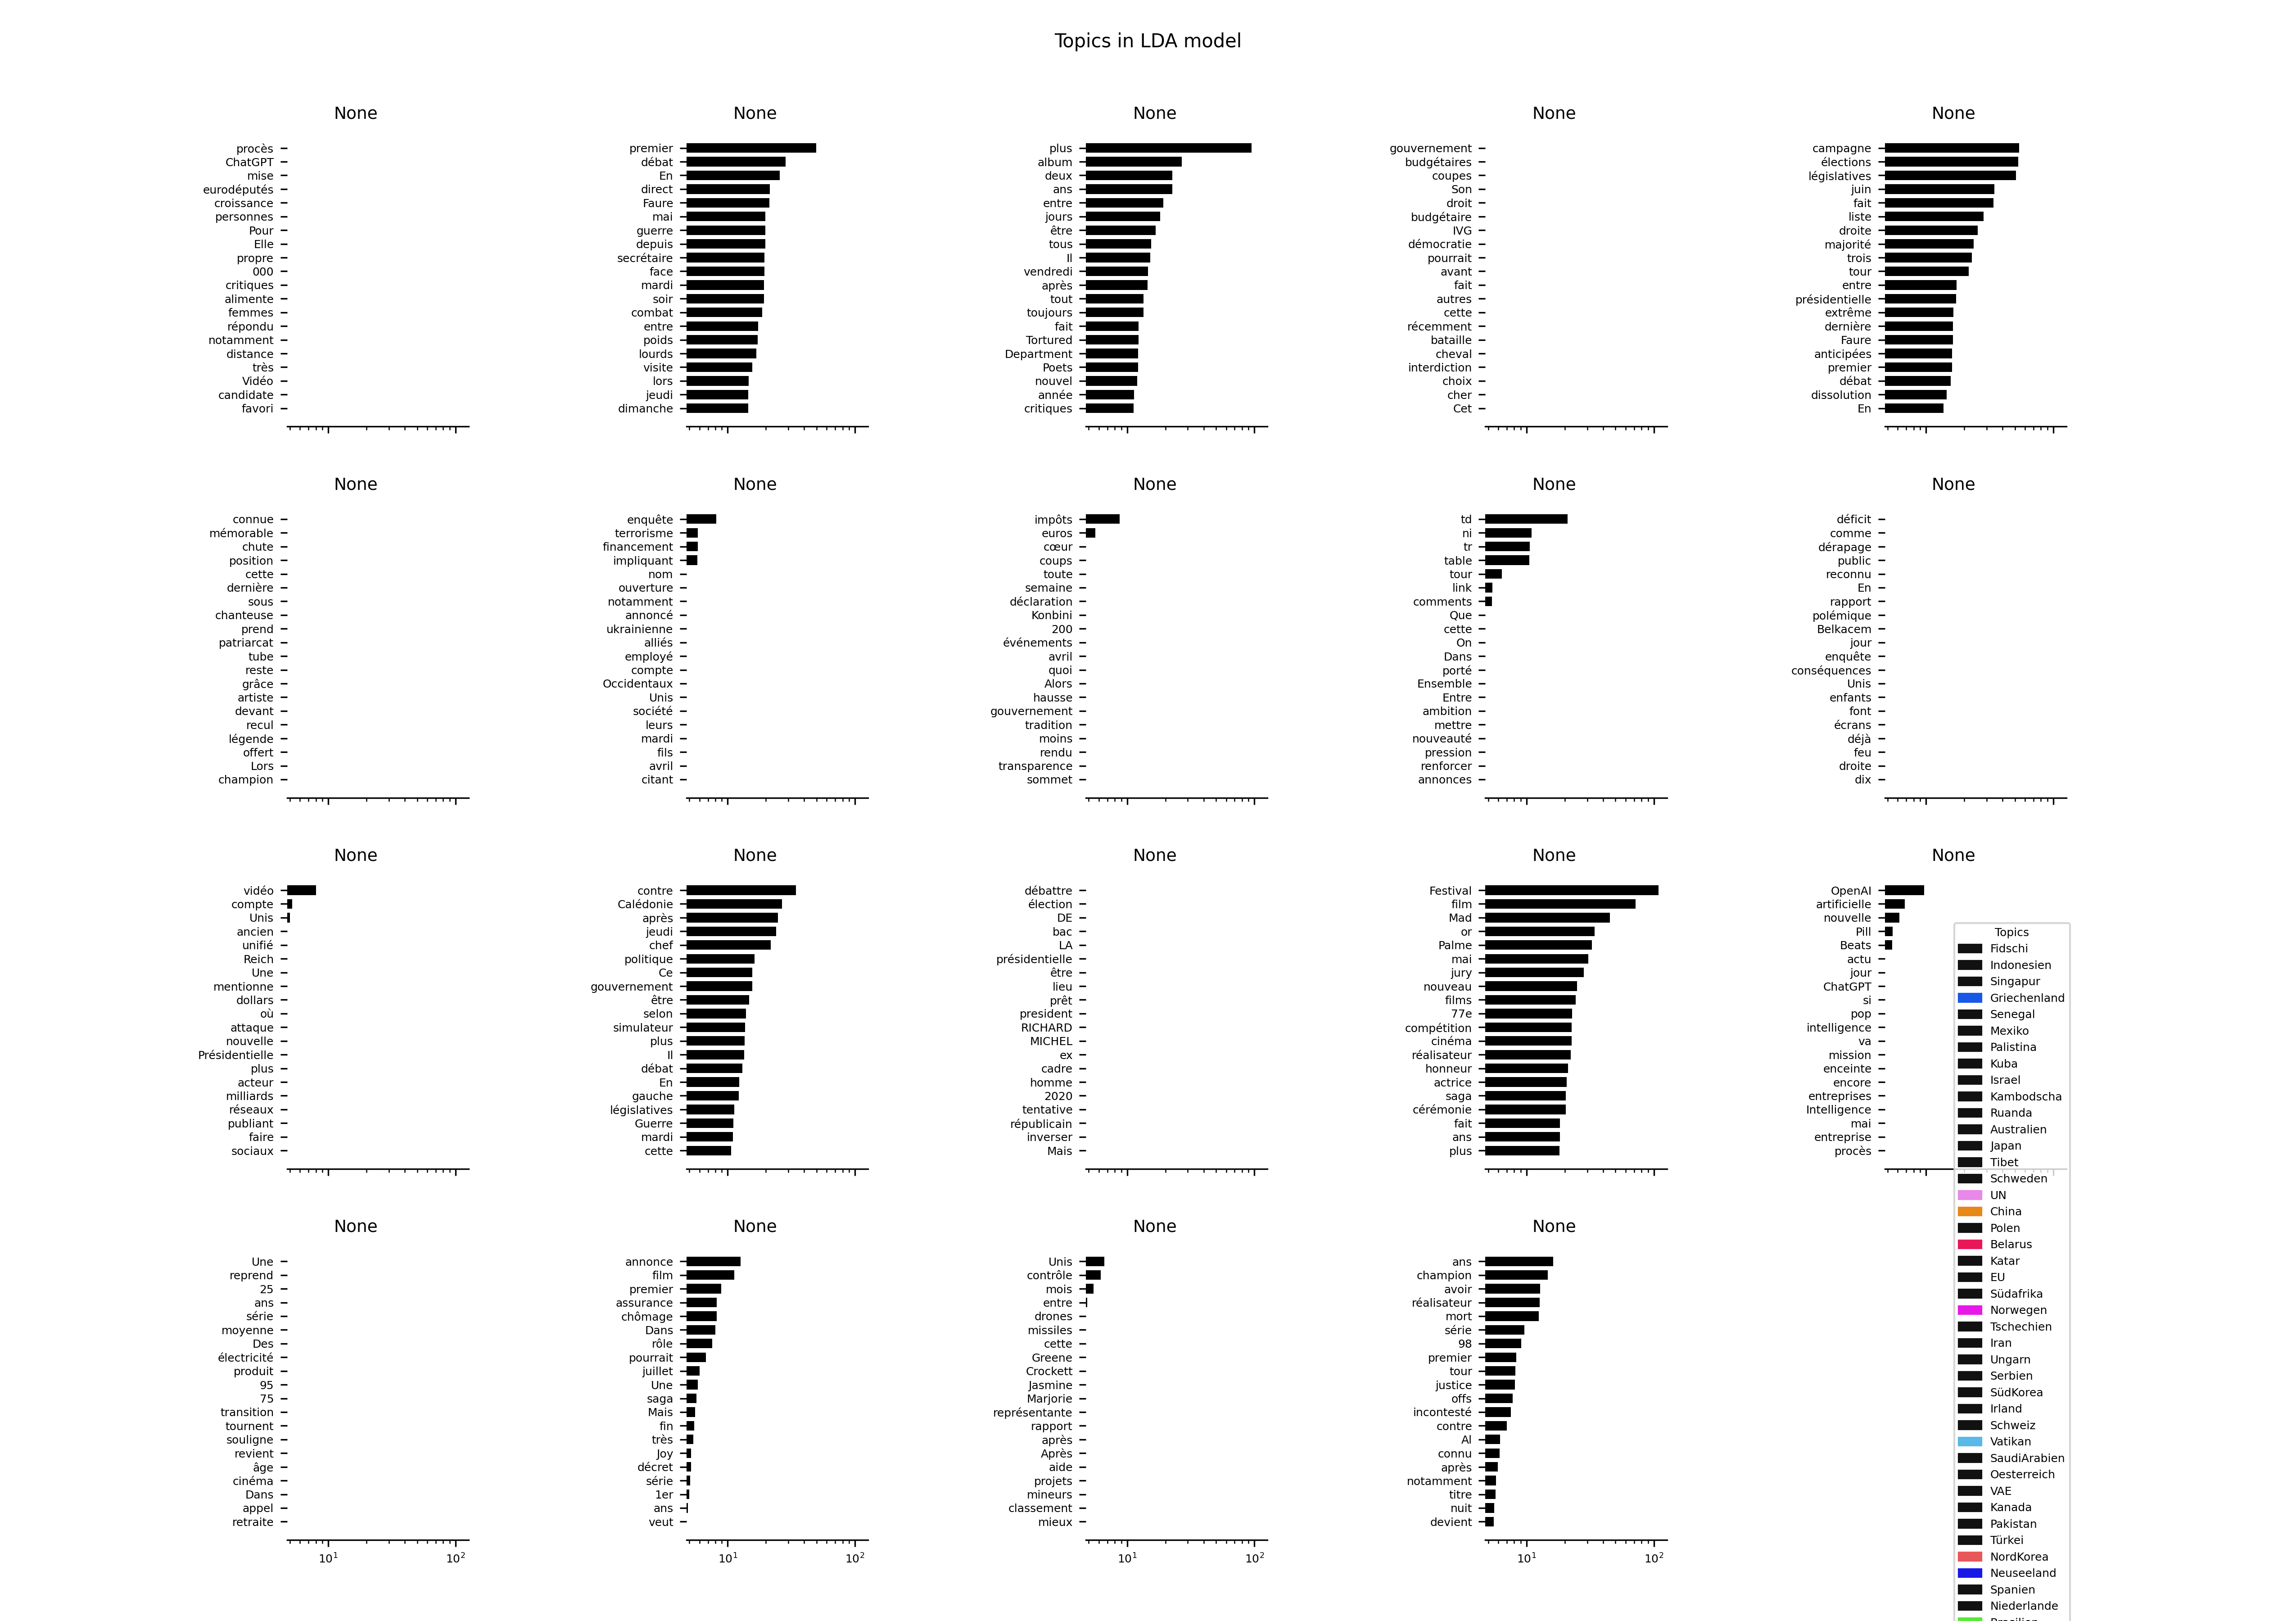 Topics in LDA model
None
procès
ChatGPT
mise
eurodéputés
croissance
personnes
Pour
Elle
propre
000
critiques
alimente
femmes
répondu
notamment
distance
très
Vidéo
candidate
favori
None
premier
débat
En
direct
Faure
mai
guerre
depuis
secrétaire
face
mardi
soir
combat
entre
poids
lourds
visite
lors
jeudi
dimanche
None
plus
album
deux
ans
entre
jours
être
tous
Il
vendredi
après
tout
toujours
fait
Tortured
Department
Poets
nouvel
année
critiques
None
gouvernement
budgétaires
coupes
Son
droit
budgétaire
IVG
démocratie
pourrait
avant
fait
autres
cette
récemment
bataille
cheval
interdiction
choix
cher
Cet
None
campagne
élections
législatives
juin
fait
liste
droite
majorité
trois
tour
entre
présidentielle
extrême
dernière
Faure
anticipées
premier
débat
dissolution
En
None
connue
mémorable
chute
position
cette
dernière
sous
chanteuse
prend
patriarcat
tube
reste
grâce
artiste
devant
recul
légende
offert
Lors
champion
None
enquête
terrorisme
financement
impliquant
nom
ouverture
notamment
annoncé
ukrainienne
alliés
employé
compte
Occidentaux
Unis
société
leurs
mardi
fils
avril
citant
None
impôts
euros
cœur
coups
toute
semaine
déclaration
Konbini
200
événements
avril
quoi
Alors
hausse
gouvernement
tradition
moins
rendu
transparence
sommet
None
td
ni
tr
table
tour
link
comments
Que
cette
On
Dans
porté
Ensemble
Entre
ambition
mettre
nouveauté
pression
renforcer
annonces
None
déficit
comme
dérapage
public
reconnu
En
rapport
polémique
Belkacem
jour
enquête
conséquences
Unis
enfants
font
écrans
déjà
feu
droite
dix
None
vidéo
compte
Unis
ancien
unifié
Reich
Une
mentionne
dollars
où
attaque
nouvelle
Présidentielle
plus
acteur
milliards
réseaux
publiant
faire
sociaux
None
contre
Calédonie
après
jeudi
chef
politique
Ce
gouvernement
être
selon
simulateur
plus
Il
débat
En
gauche
législatives
Guerre
mardi
cette
None
débattre
élection
DE
bac
LA
présidentielle
être
lieu
prêt
president
RICHARD
MICHEL
ex
cadre
homme
2020
tentative
républicain
inverser
Mais
None
Festival
film
Mad
or
Palme
mai
jury
nouveau
films
77e
compétition
cinéma
réalisateur
honneur
actrice
saga
cérémonie
fait
ans
plus
None
OpenAI
artificielle
nouvelle
Pill
Beats
actu
jour
ChatGPT
si
pop
intelligence
va
mission
enceinte
encore
entreprises
Intelligence
mai
entreprise
procès
None
Une
reprend
25
ans
série
moyenne
Des
électricité
produit
95
75
transition
tournent
souligne
revient
âge
cinéma
Dans
appel
retraite
10¹ 10²
None
annonce
film
premier
assurance
chômage
Dans
rôle
pourrait
juillet
Une
saga
Mais
fin
très
Joy
décret
série
1er
ans
veut
10¹ 10²
None
Unis
contrôle
mois
entre
drones
missiles
cette
Greene
Crockett
Jasmine
Marjorie
représentante
rapport
après
Après
aide
projets
mineurs
classement
mieux
10¹ 10²
None
ans
champion
avoir
réalisateur
mort
série
98
premier
tour
justice
offs
incontesté
contre
Al
connu
après
notamment
titre
nuit
devient
10¹ 10²
Topics
Fidschi
Indonesien
Singapur
Griechenland
Senegal
Mexiko
Palistina
Kuba
Israel
Kambodscha
Ruanda
Australien
Japan
Tibet
Schweden
UN
China
Polen
Belarus
Katar
EU
Südafrika
Norwegen
Tschechien
Iran
Ungarn
Serbien
SüdKorea
Irland
Schweiz
Vatikan
SaudiArabien
Oesterreich
VAE
Kanada
Pakistan
Türkei
NordKorea
Neuseeland
Spanien
Niederlande